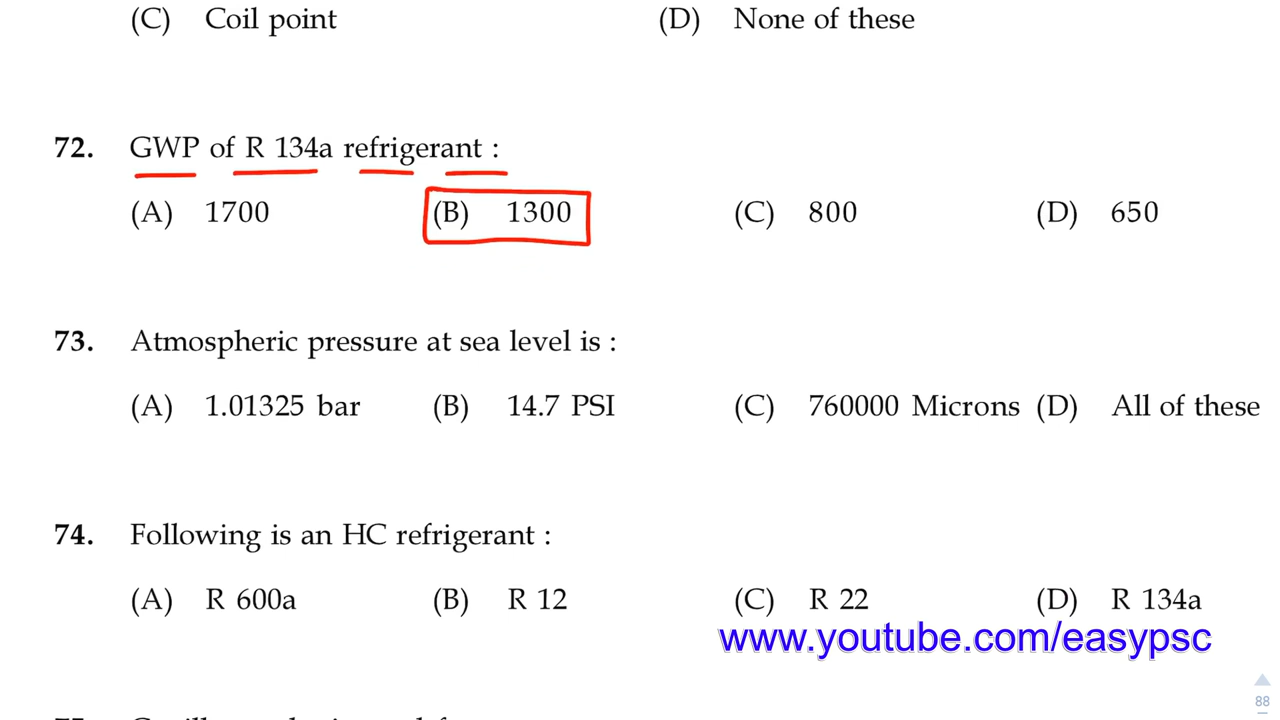 (C) Coil point (D) None of these
72. GWP of R 134a refrigerant :
(A) 1700 (B) 1300 (C) 800 (D) 650
73. Atmospheric pressure at sea level is :
(A) 1.01325 bar (B) 14.7 PSI (C) 760000 Microns (D) All of these
74. Following is an HC refrigerant :
(A) R 600a (B) R 12 (C) R 22 (D) R 134a
www.youtube.com/easypsc
88